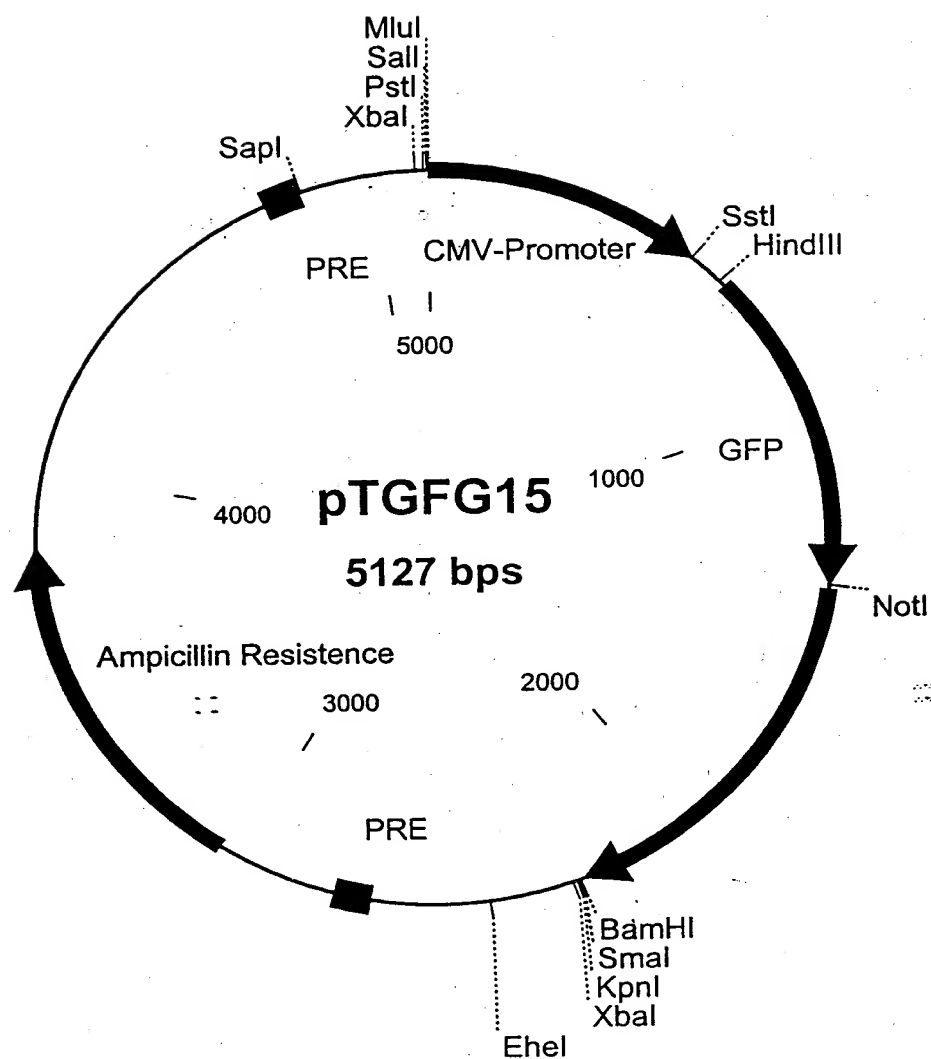 MluI
SalI
PstI
XbaI
SapI
SstI
HindIII
CMV-Promoter
PRE
5000
GFP
1000
pTGFG15
4000
5127 bps
NotI
Ampicillin Resistence
2000
3000
PRE
BamHI
SmaI
KpnI
XbaI
EheI